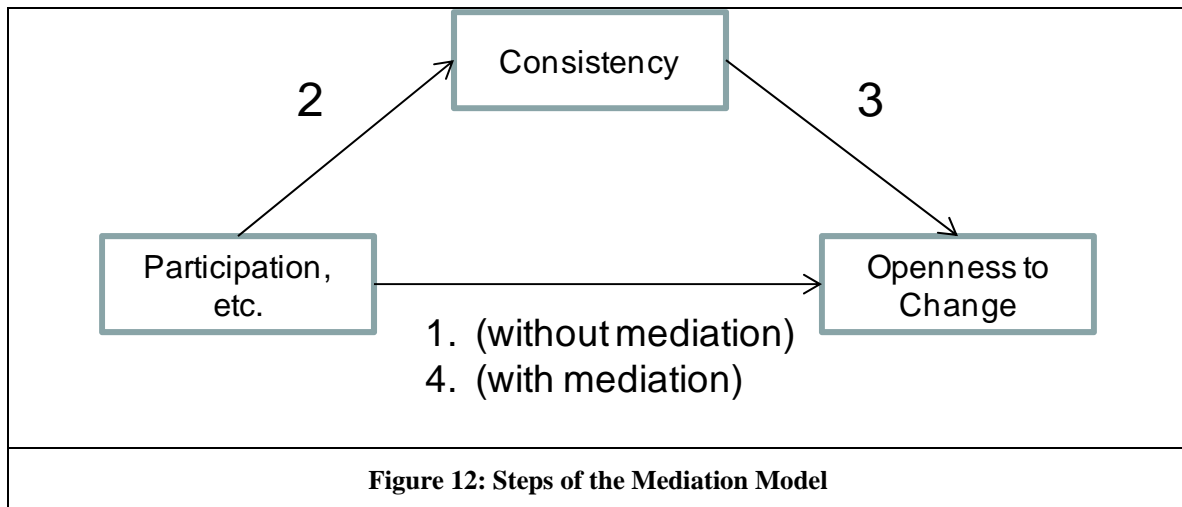 Consistency
2
3
Participation,
etc.
Openness to
Change
1. (without mediation)
4. (with mediation)
Figure 12: Steps of the Mediation Model